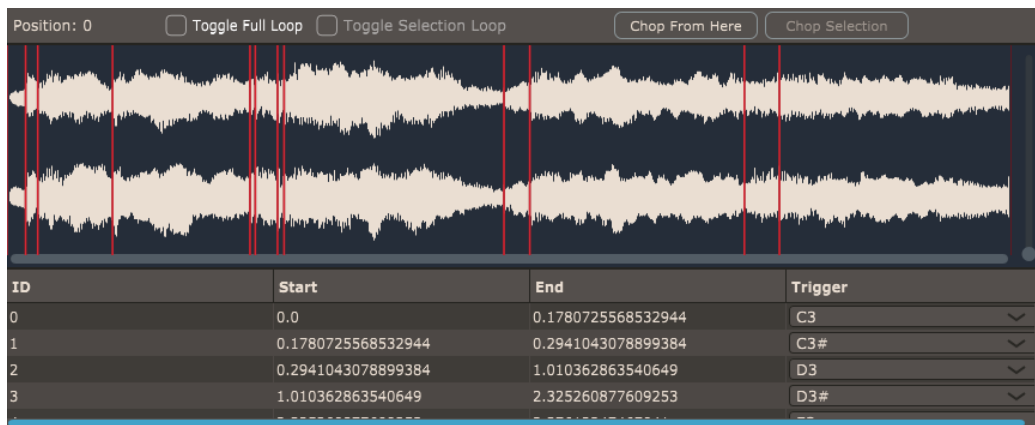 Position: 0 Toggle Full Loop Toggle Selection Loop Chop From Here Chop Selection
ID Start End Trigger
0 0.0 0.1780725568532944 C3
1 0.1780725568532944 0.2941043078899384 C3#
2 0.2941043078899384 1.010362863540649 D3
3 1.010362863540649 2.325260877609253 D3#